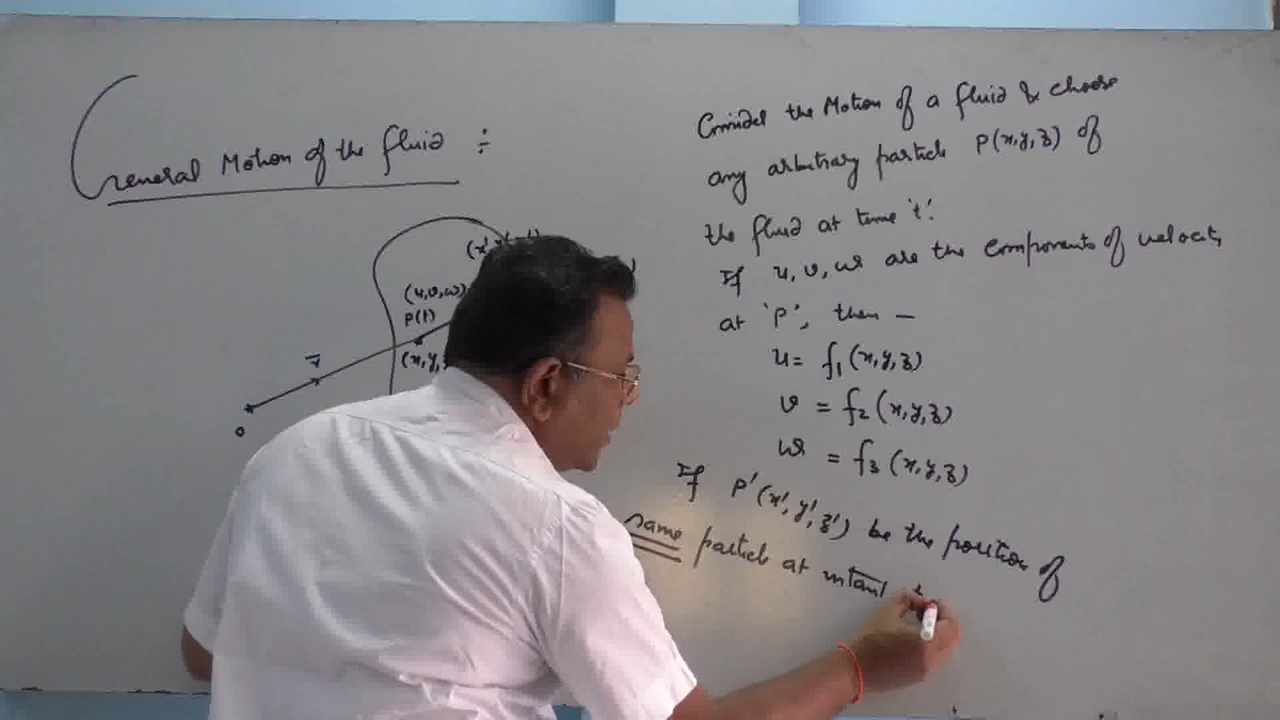 General Motion of the fluid :
(x', y'
(u,v,w)
P(t)
(x,y,
v
o
Consider the Motion of a fluid & choose
any arbitrary particle P(x,y,z) of
the fluid at time 't'.
If u, v, w are the components of velocity
at 'P', then –
u = f₁(x,y,z)
v = f₂(x,y,z)
w = f₃(x,y,z)
If P'(x',y',z') be the position of
same particle at instant t